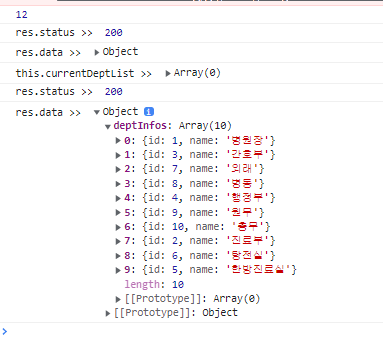 12
res.status >> 200
res.data >> ▶Object
this.currentDeptList >> ▶Array(0)
res.status >> 200
res.data >> ▼Object i
▼deptInfos: Array(10)
▶0: {id: 1, name: '병원장'}
▶1: {id: 3, name: '간호부'}
▶2: {id: 7, name: '외래'}
▶3: {id: 8, name: '병동'}
▶4: {id: 4, name: '행정부'}
▶5: {id: 9, name: '원무'}
▶6: {id: 10, name: '총무'}
▶7: {id: 2, name: '진료부'}
▶8: {id: 6, name: '탕전실'}
▶9: {id: 5, name: '한방진료실'}
length: 10
▶[[Prototype]]: Array(0)
▶[[Prototype]]: Object
>